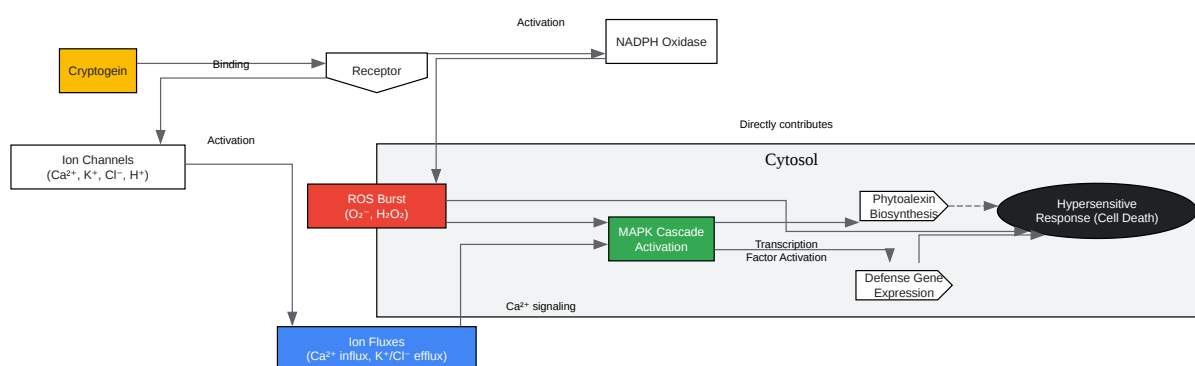 Activation
NADPH Oxidase
Cryptogein
Binding
Receptor
Directly contributes
Activation
Ion Channels
(Ca²⁺, K⁺, Cl⁻, H⁺)
Cytosol
ROS Burst
(O₂⁻, H₂O₂)
Phytoalexin
Biosynthesis
Hypersensitive
Response (Cell Death)
MAPK Cascade
Activation
Transcription
Factor Activation
Defense Gene
Expression
Ca²⁺ signaling
Ion Fluxes
(Ca²⁺ influx, K⁺/Cl⁻ efflux)